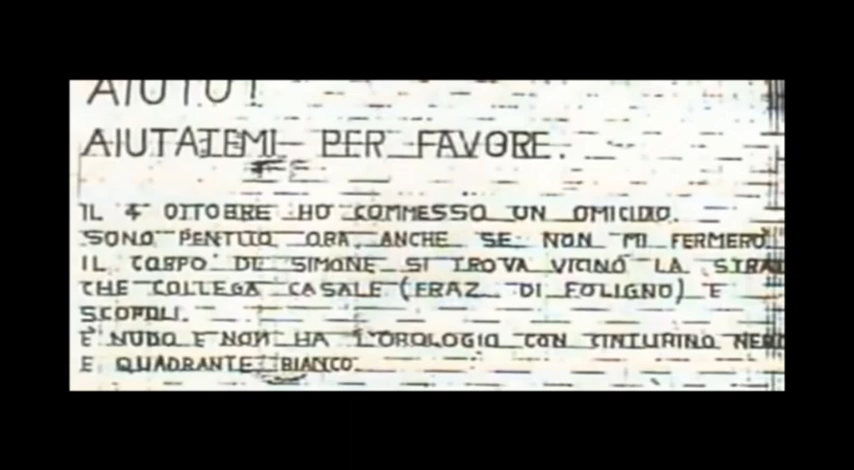 AIUTO!
AIUTATEMI PER FAVORE.
IL 4 OTTOBRE HO COMMESSO UN OMICIDIO.
SONO PENTITO ORA ANCHE SE NON MI FERMERÒ
IL CORPO DI SIMONE SI TROVA VICINO LA STRAD
CHE COLLEGA CASALE (FRAZ. DI FOLIGNO) E
SCOPOLI.
È NUDO E NON HA L'OROLOGIO CON CINTURINO NERO
E QUADRANTE BIANCO.